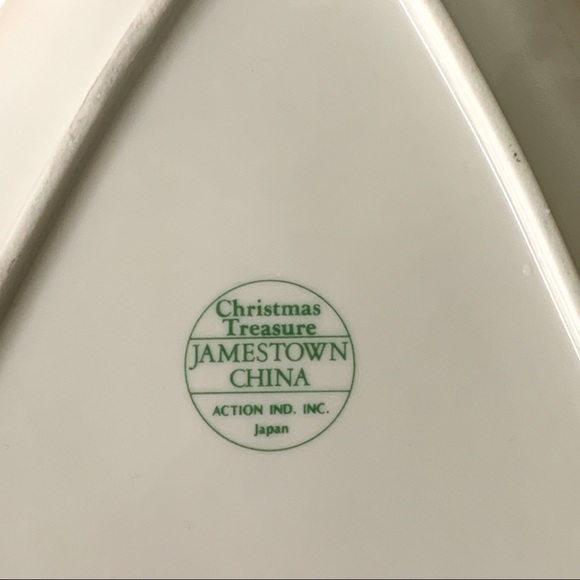 Christmas
Treasure
JAMESTOWN
CHINA
ACTION IND. INC.
Japan